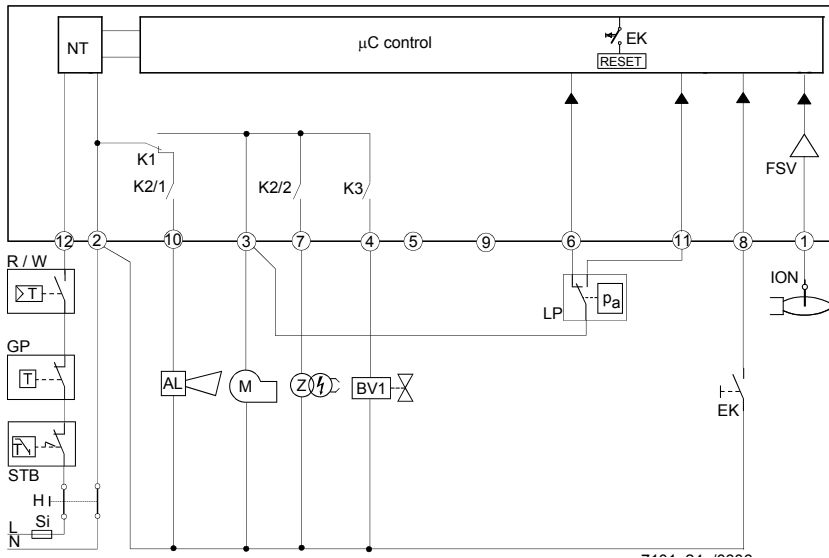 NT
µC control
EK
RESET
K1
K2/1
K2/2
K3
FSV
12
2
10
3
7
4
5
9
6
11
8
1
R / W
T
LP
pa
ION
GP
T
AL
M
Z
BV1
EK
T
STB
H
L
Si
N